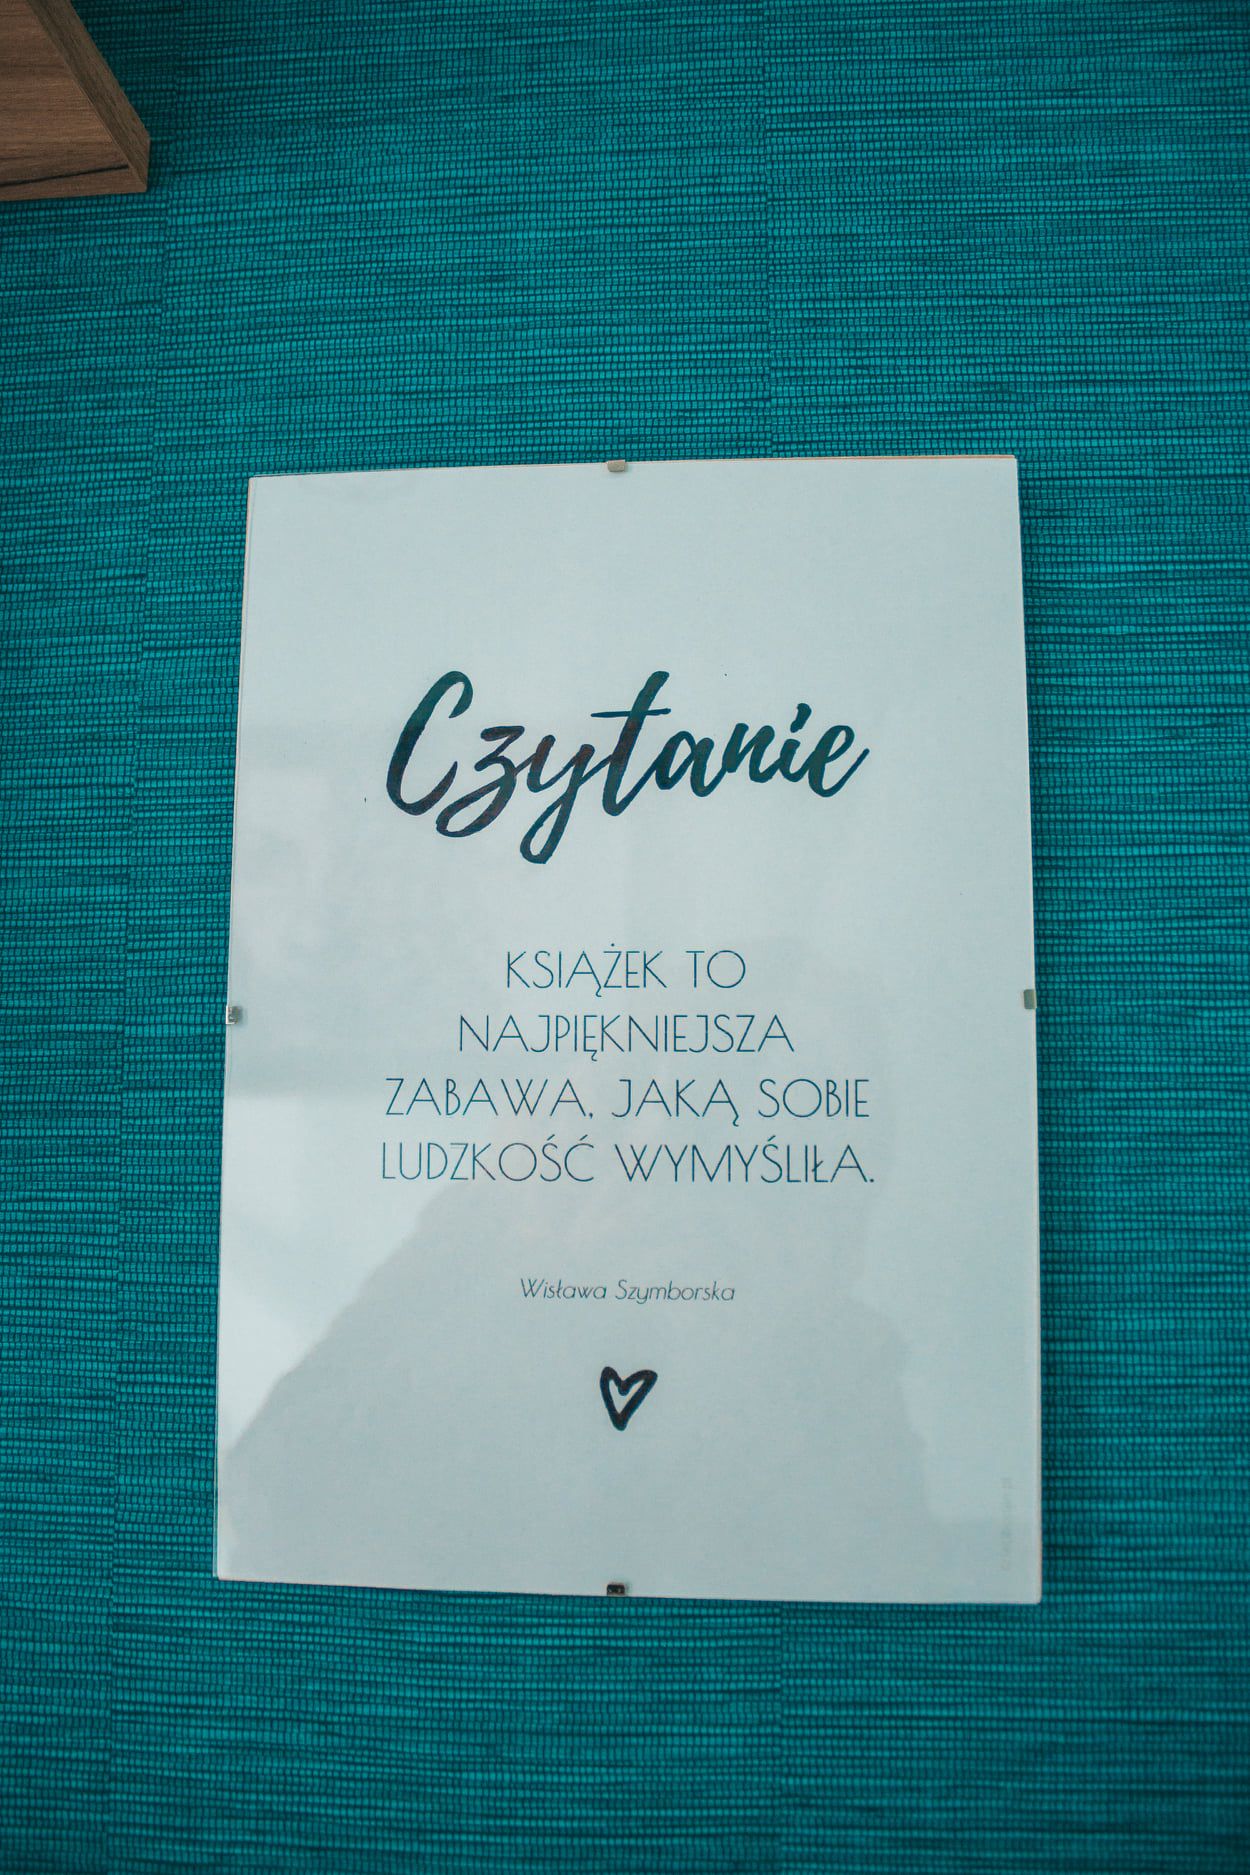 Czytanie
KSIĄŻEK TO
NAJPIĘKNIEJSZA
ZABAWA, JAKĄ SOBIE
LUDZKOŚĆ WYMYŚLIŁA.
Wisława Szymborska